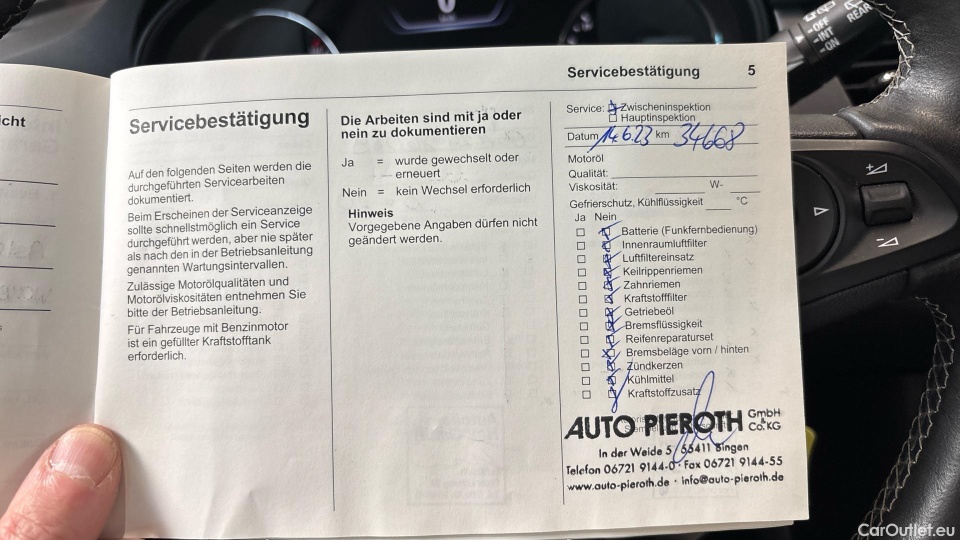 OFF
INT
ON
REAR
icht
Servicebestätigung 5
Servicebestätigung
Auf den folgenden Seiten werden die
durchgeführten Servicearbeiten
dokumentiert.
Beim Erscheinen der Serviceanzeige
sollte schnellstmöglich ein Service
durchgeführt werden, aber nie später
als nach den in der Betriebsanleitung
genannten Wartungsintervallen.
Zulässige Motorölqualitäten und
Motorölviskositäten entnehmen Sie
bitte der Betriebsanleitung.
Für Fahrzeuge mit Benzinmotor
ist ein gefüllter Kraftstofftank
erforderlich.
Die Arbeiten sind mit ja oder
nein zu dokumentieren
Ja = wurde gewechselt oder
erneuert
Nein = kein Wechsel erforderlich
Hinweis
Vorgegebene Angaben dürfen nicht
geändert werden.
Service: Zwischeninspektion
Hauptinspektion
Datum 14.6.23 km 34668
Motoröl
Qualität:
Viskosität: W-
Gefrierschutz, Kühlflüssigkeit °C
Ja Nein
Batterie (Funkfernbedienung)
Innenraumluftfilter
Luftfiltereinsatz
Keilrippenriemen
Zahnriemen
Kraftstofffilter
Getriebeöl
Bremsflüssigkeit
Reifenreparaturset
Bremsbeläge vorn / hinten
Zündkerzen
Kühlmittel
Kraftstoffzusatz
AUTO PIEROTH GmbH & Co. KG
In der Weide 5 55411 Bingen
Telefon 06721 9144-0 · Fax 06721 9144-55
www.auto-pieroth.de · info@auto-pieroth.de
CarOutlet.eu